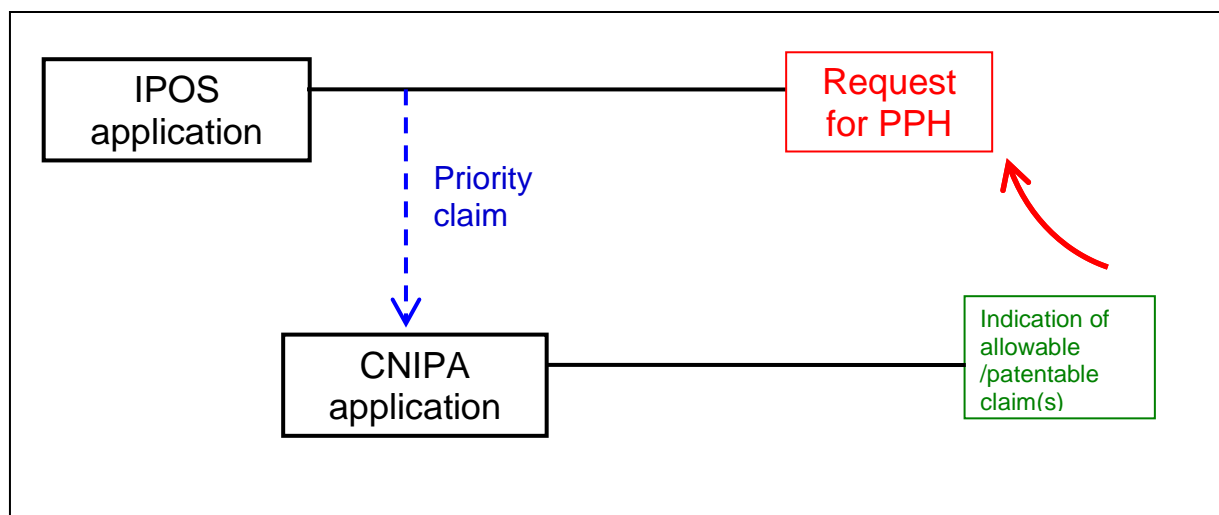 IPOS
application
Request
for PPH
Priority
claim
CNIPA
application
Indication of
allowable
/patentable
claim(s)